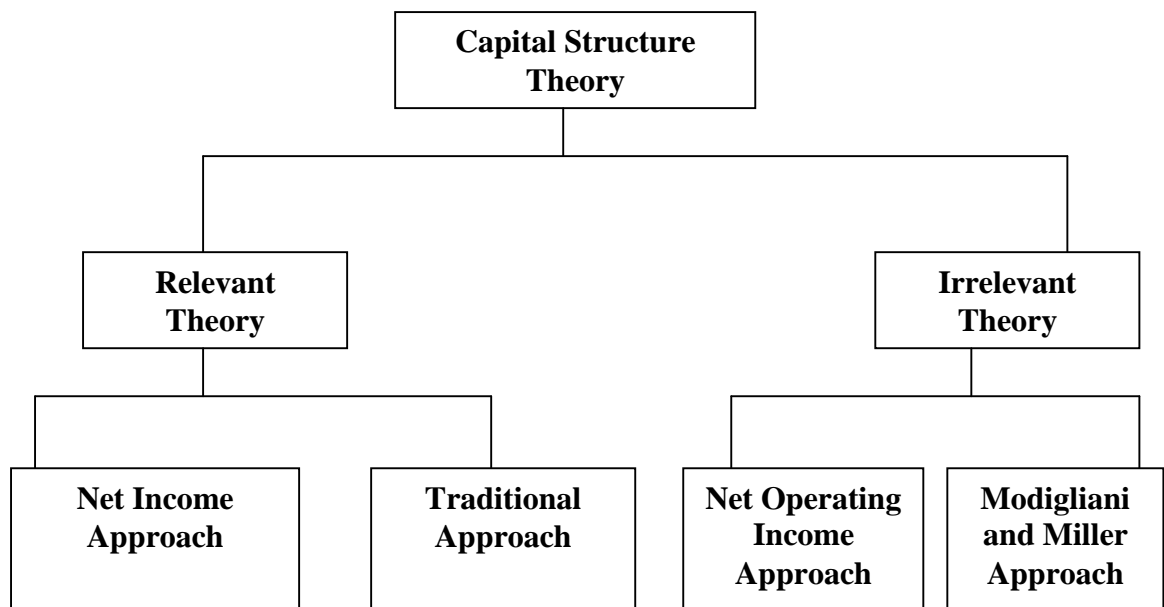 Capital Structure
Theory
Relevant
Theory
Irrelevant
Theory
Net Income
Approach
Traditional
Approach
Net Operating
Income
Approach
Modigliani
and Miller
Approach